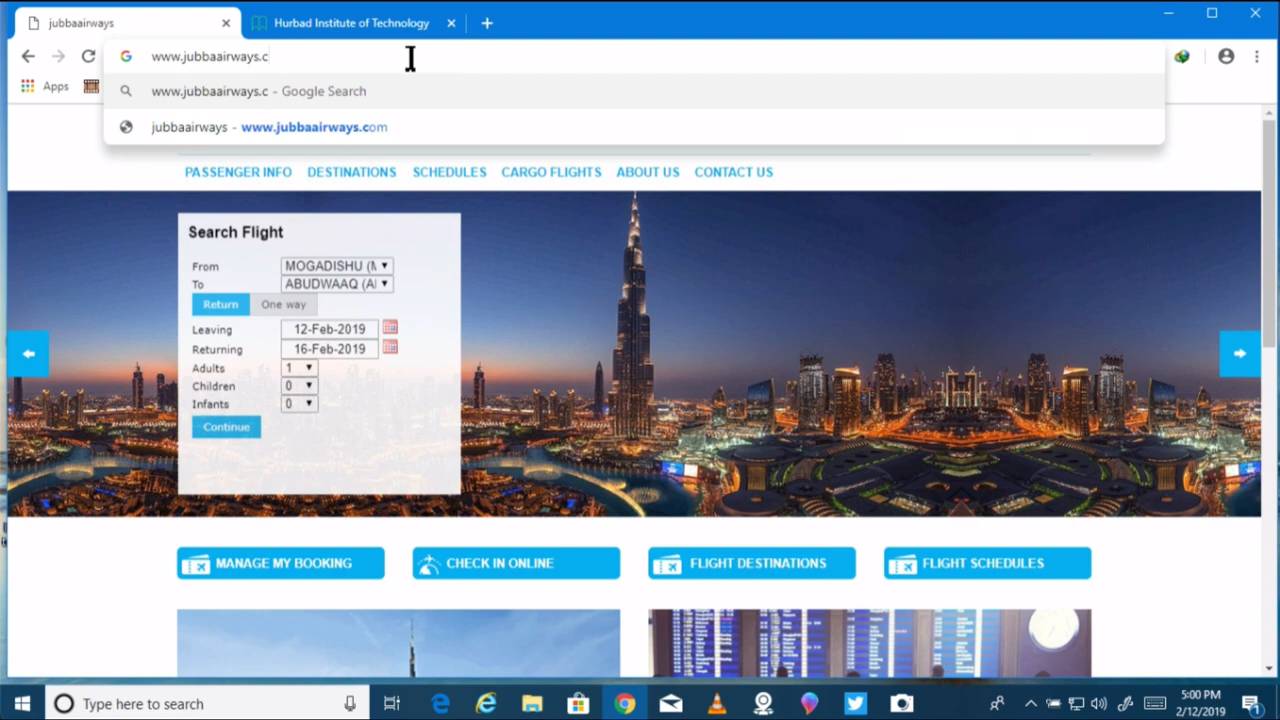 jubbaairways
Hurbad Institute of Technology
www.jubbaairways.c
Apps
www.jubbaairways.c - Google Search
jubbaairways - www.jubbaairways.com
PASSENGER INFO DESTINATIONS SCHEDULES CARGO FLIGHTS ABOUT US CONTACT US
Search Flight
From MOGADISHU (M
To ABUDWAAQ (A
Return One way
Leaving 12-Feb-2019
Returning 16-Feb-2019
Adults 1
Children 0
Infants 0
Continue
MANAGE MY BOOKING CHECK IN ONLINE FLIGHT DESTINATIONS FLIGHT SCHEDULES
Type here to search
5:00 PM
2/12/2019
1